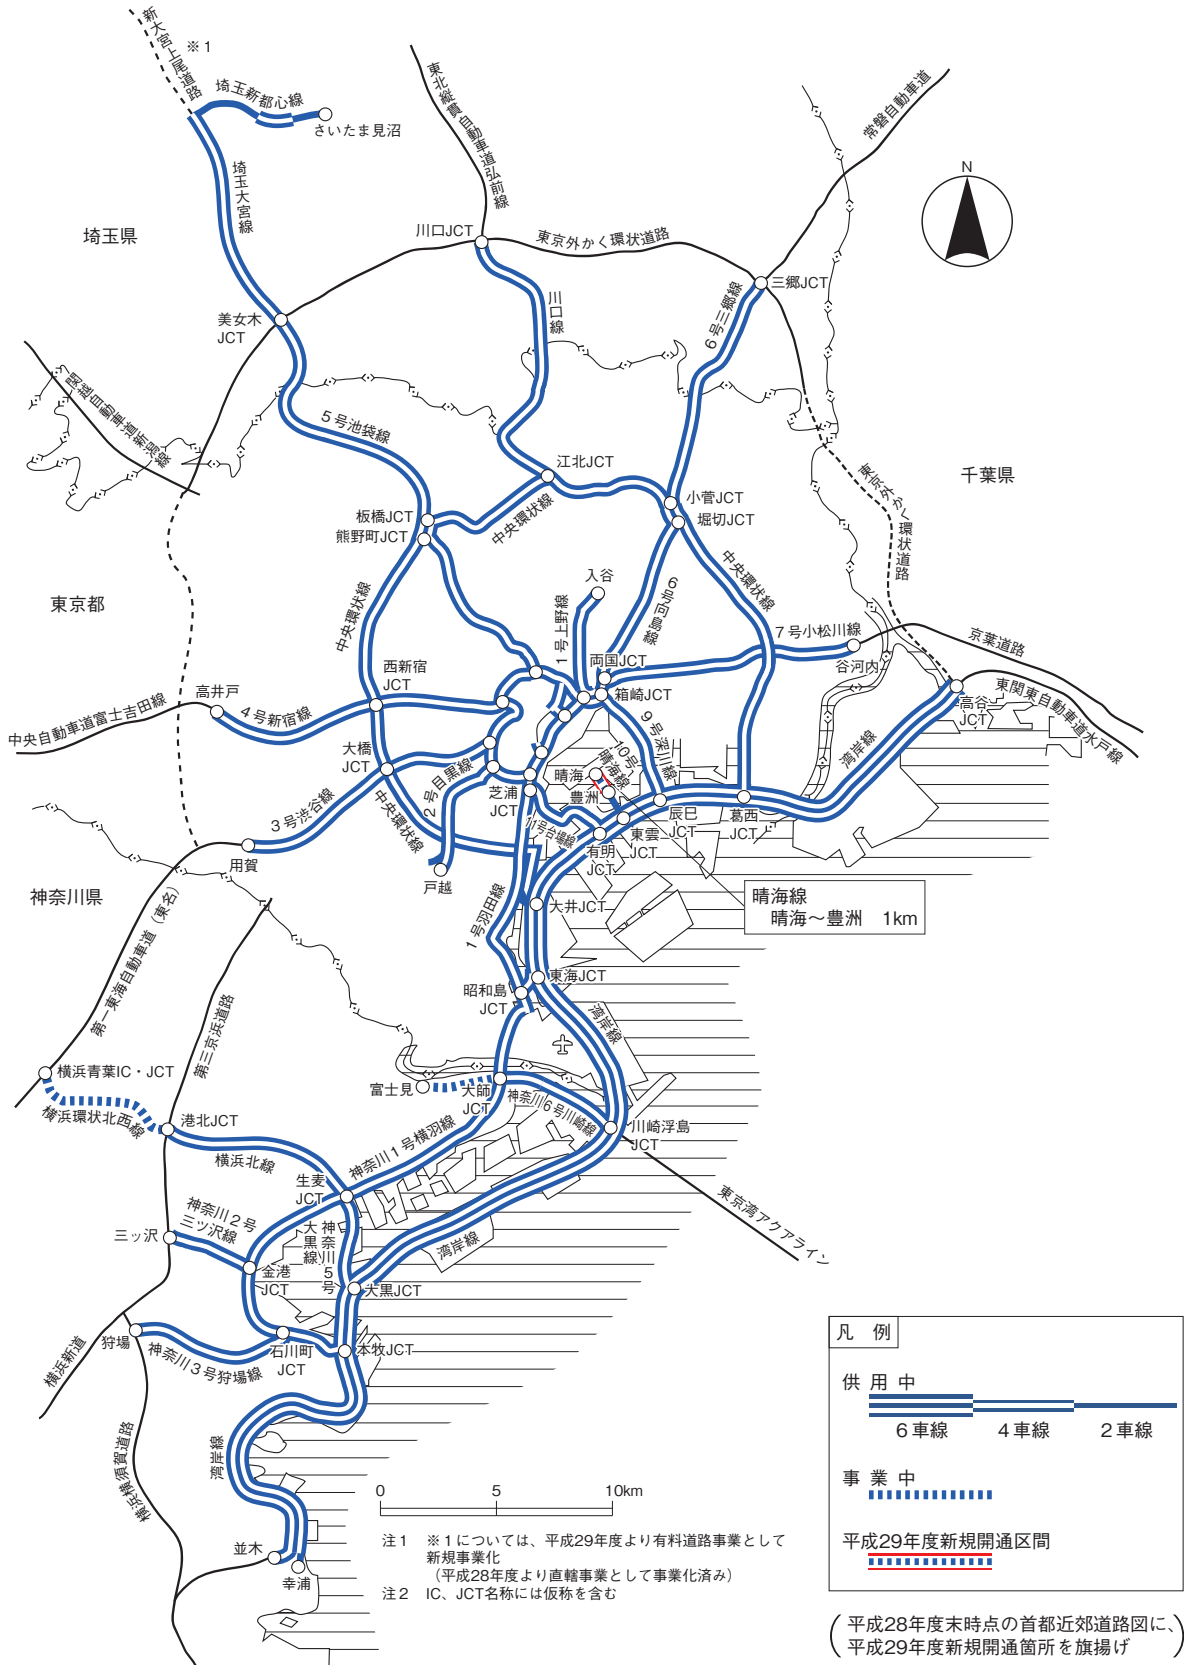 新大宮上尾道路
※1
埼玉新都心線
さいたま見沼
東北縦貫自動車道弘前線
常磐自動車道
埼玉大宮線
N
埼玉県
川口JCT
東京外かく環状道路
三郷JCT
川口線
6号三郷線
美女木
JCT
関越自動車道新潟線
5号池袋線
江北JCT
千葉県
東京外かく環状道路
小菅JCT
堀切JCT
板橋JCT
熊野町JCT
中央環状線
中央環状線
東京都
中央環状線
入谷
1号上野線
6号向島線
7号小松川線
京葉道路
谷河内
両国JCT
西新宿
JCT
箱崎JCT
高井戸
4号新宿線
中央自動車道富士吉田線
高谷
JCT
東関東自動車道水戸線
9号深川線
10号
晴海線
湾岸線
大橋
JCT
2号目黒線
晴海
豊洲
芝浦
JCT
3号渋谷線
中央環状線
11号台場線
辰巳
JCT
葛西
JCT
東雲
JCT
有明
JCT
用賀
戸越
神奈川県
晴海線
晴海～豊洲 1km
大井JCT
1号羽田線
第一東海自動車道(東名)
第三京浜道路
東海JCT
昭和島
JCT
湾岸線
横浜青葉IC・JCT
富士見
大師
JCT
神奈川6号川崎線
横浜環状北西線
港北JCT
川崎浮島
JCT
神奈川1号横羽線
横浜北線
生麦
JCT
東京湾アクアライン
神奈川2号
三ツ沢線
三ッ沢
神奈川5号
大黒線
湾岸線
金港
JCT
大黒JCT
狩場
石川町
JCT
本牧JCT
横浜新道
神奈川3号狩場線
横浜横須賀道路
湾岸線
並木
幸浦
0 5 10km
注1 ※1については、平成29年度より有料道路事業として
新規事業化
(平成28年度より直轄事業として事業化済み)
注2 IC、JCT名称には仮称を含む
凡 例
供用中
6車線 4車線 2車線
事業中
平成29年度新規開通区間
(平成28年度末時点の首都近郊道路図に、
平成29年度新規開通箇所を旗揚げ)